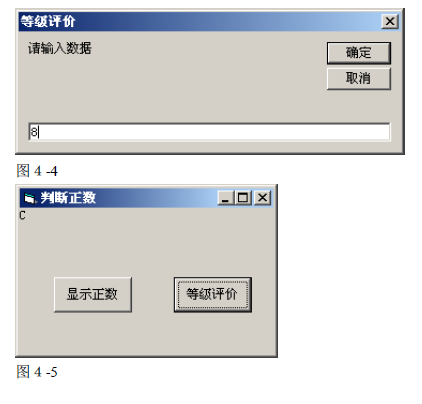 等级评价
请输入数据
确定
取消
8
图 4 -4
判断正数
C
显示正数
等级评价
图 4 -5